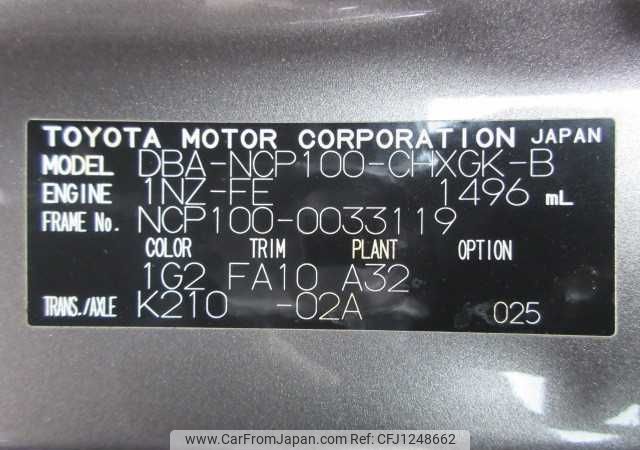 TOYOTA MOTOR CORPORATION JAPAN
MODEL DBA-NCP100-CHXGK-B
ENGINE 1NZ-FE 1496 mL
FRAME No. NCP100-0033119
COLOR TRIM PLANT OPTION
1G2 FA10 A32
TRANS./AXLE K210 -02A 025
www.CarFromJapan.com - CFJ1248662